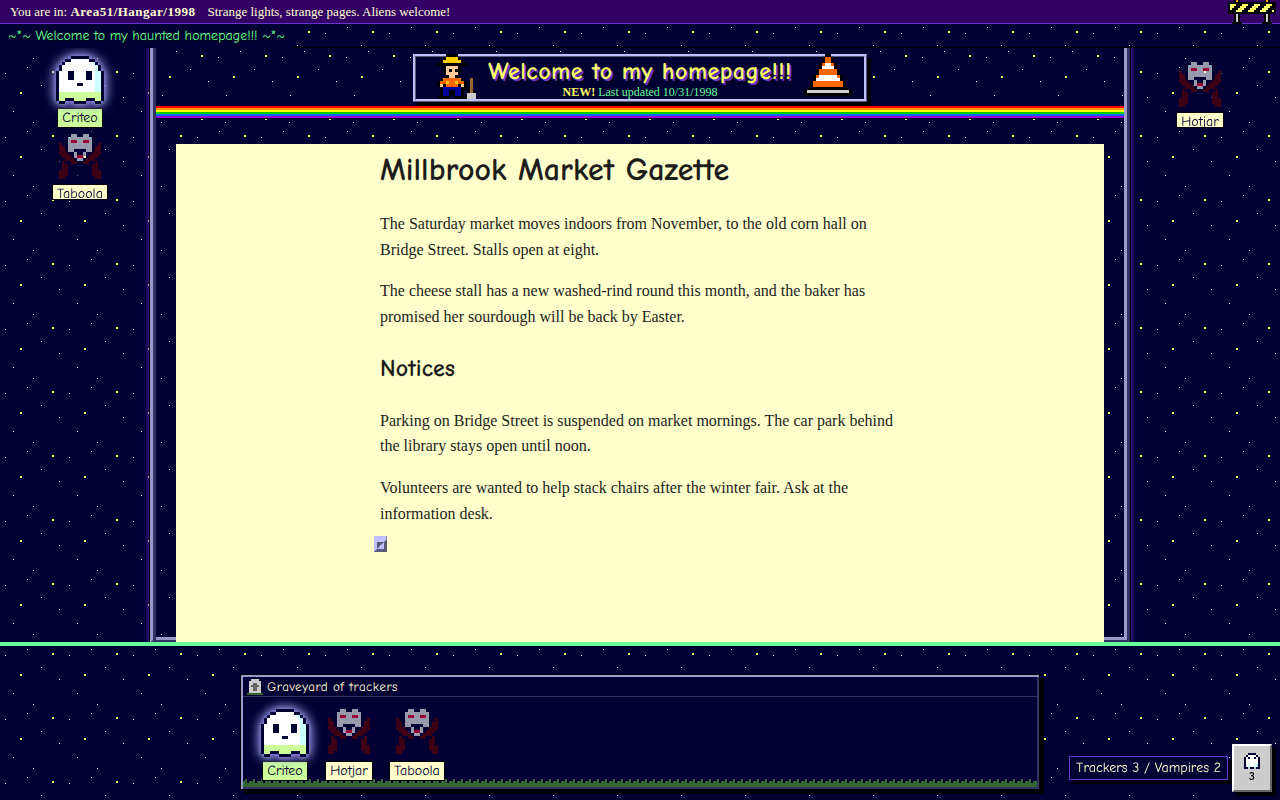 You are in: Area51/Hangar/1998 Strange lights, strange pages. Aliens welcome!
~*~ Welcome to my haunted homepage!!! ~*~
Welcome to my homepage!!!
NEW! Last updated 10/31/1998
Criteo
Taboola
Hotjar
Millbrook Market Gazette
The Saturday market moves indoors from November, to the old corn hall on
Bridge Street. Stalls open at eight.
The cheese stall has a new washed-rind round this month, and the baker has
promised her sourdough will be back by Easter.
Notices
Parking on Bridge Street is suspended on market mornings. The car park behind
the library stays open until noon.
Volunteers are wanted to help stack chairs after the winter fair. Ask at the
information desk.
Graveyard of trackers
Criteo Hotjar Taboola
Trackers 3 / Vampires 2
3